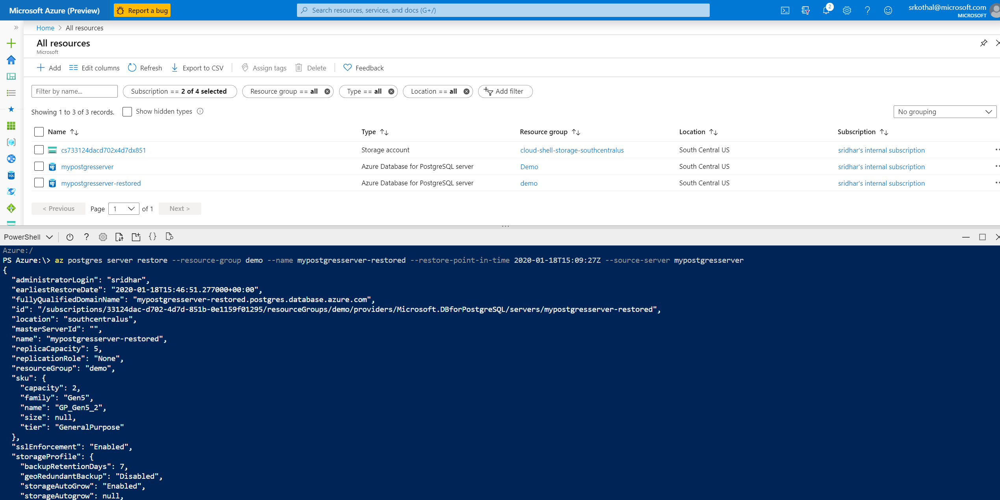 Microsoft Azure (Preview)
Report a bug
Search resources, services, and docs (G+/)
2
srkothal@microsoft.com
MICROSOFT
Home > All resources
All resources
Microsoft
Add
Edit columns
Refresh
Export to CSV
Assign tags
Delete
Feedback
Filter by name...
Subscription == 2 of 4 selected
Resource group == all
Type == all
Location == all
Add filter
Showing 1 to 3 of 3 records.
Show hidden types
No grouping
Name Type Resource group Location Subscription
cs733124dacd702x4d7dx851 Storage account cloud-shell-storage-southcentralus South Central US sridhar's internal subscription
mypostgresserver Azure Database for PostgreSQL server Demo South Central US sridhar's internal subscription
mypostgresserver-restored Azure Database for PostgreSQL server demo South Central US sridhar's internal subscription
SQL
< Previous Page 1 of 1 Next >
PowerShell
Azure:/
PS Azure:\> az postgres server restore --resource-group demo --name mypostgresserver-restored --restore-point-in-time 2020-01-18T15:09:27Z --source-server mypostgresserver
{
"administratorLogin": "sridhar",
"earliestRestoreDate": "2020-01-18T15:46:51.277000+00:00",
"fullyQualifiedDomainName": "mypostgresserver-restored.postgres.database.azure.com",
"id": "/subscriptions/33124dac-d702-4d7d-851b-0e1159f01295/resourceGroups/demo/providers/Microsoft.DBforPostgreSQL/servers/mypostgresserver-restored",
"location": "southcentralus",
"masterServerId": "",
"name": "mypostgresserver-restored",
"replicaCapacity": 5,
"replicationRole": "None",
"resourceGroup": "demo",
"sku": {
"capacity": 2,
"family": "Gen5",
"name": "GP_Gen5_2",
"size": null,
"tier": "GeneralPurpose"
},
"sslEnforcement": "Enabled",
"storageProfile": {
"backupRetentionDays": 7,
"geoRedundantBackup": "Disabled",
"storageAutoGrow": "Enabled",
"storageAutogrow": null,